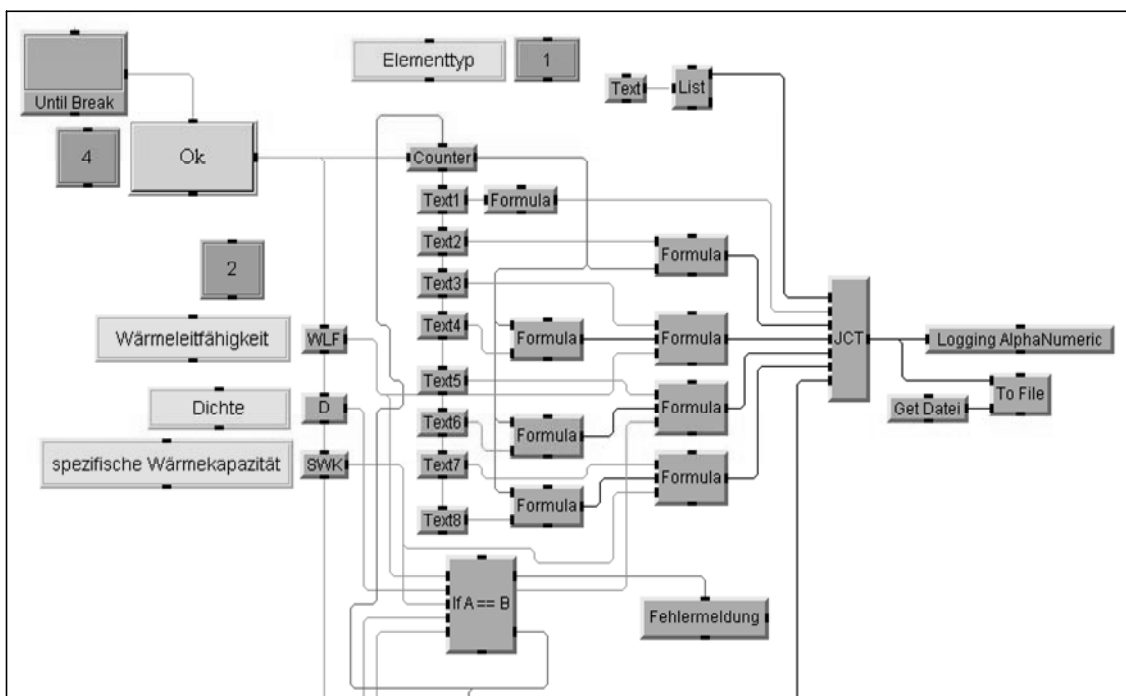 Until Break
4
Ok
Elementtyp
1
Text
List
Counter
Text1
Formula
Text2
Formula
Text3
Text4
Formula
Formula
2
Wärmeleitfähigkeit
WLF
JCT
Logging AlphaNumeric
Text5
Formula
To File
Dichte
D
Get Datei
Text6
Formula
spezifische Wärmekapazität
SWK
Text7
Formula
Formula
Text8
If A == B
Fehlermeldung